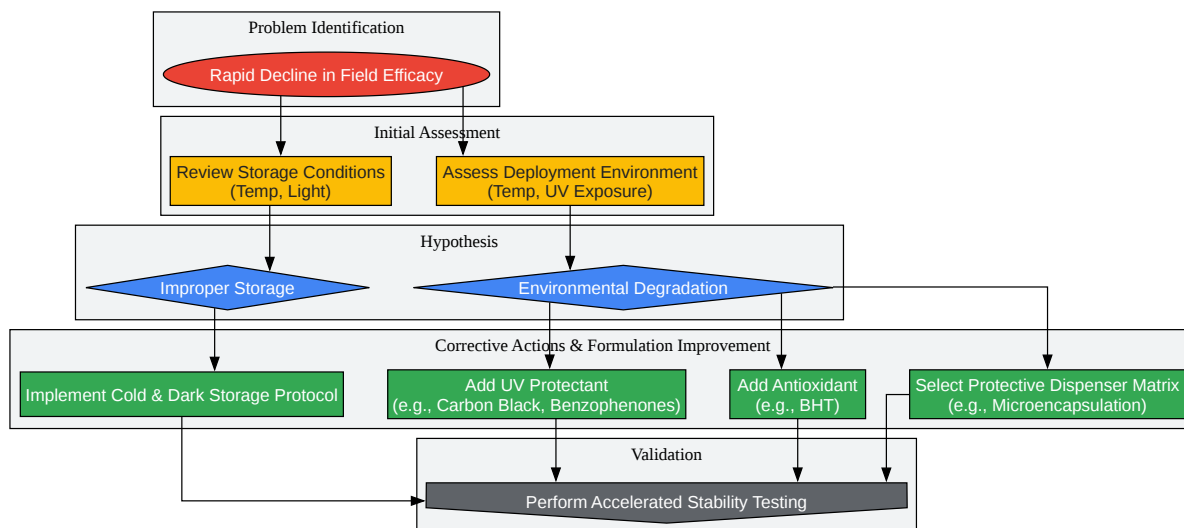 Problem Identification
Rapid Decline in Field Efficacy
Initial Assessment
Review Storage Conditions
(Temp, Light)
Assess Deployment Environment
(Temp, UV Exposure)
Hypothesis
Improper Storage
Environmental Degradation
Corrective Actions & Formulation Improvement
Implement Cold & Dark Storage Protocol
Add UV Protectant
(e.g., Carbon Black, Benzophenones)
Add Antioxidant
(e.g., BHT)
Select Protective Dispenser Matrix
(e.g., Microencapsulation)
Validation
Perform Accelerated Stability Testing